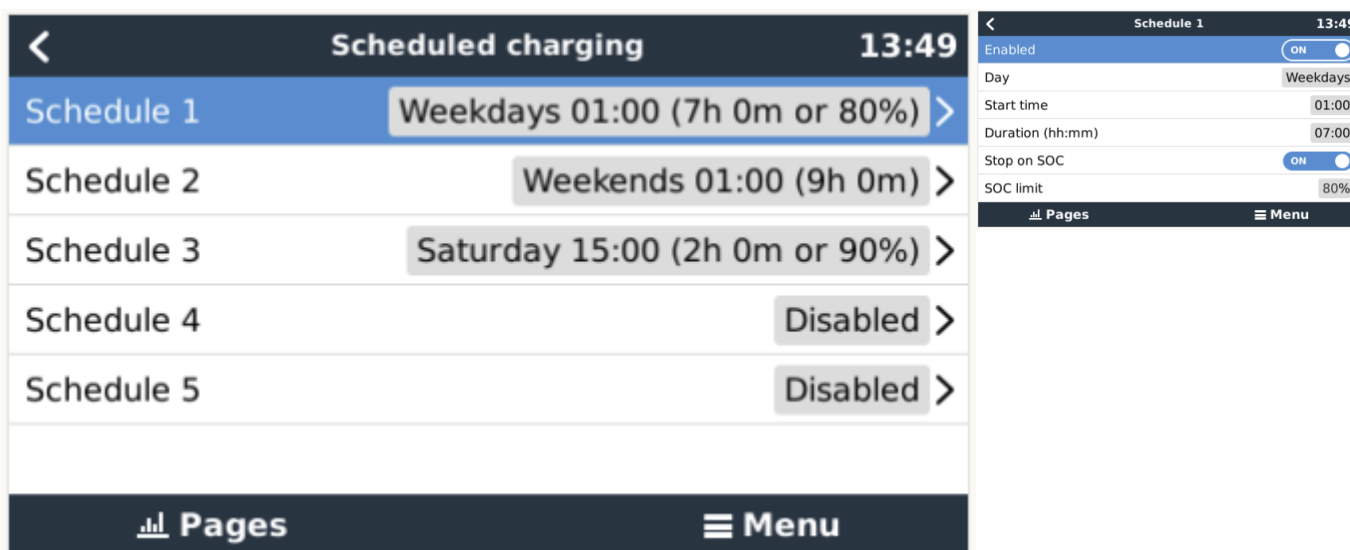 Scheduled charging 13:49
Schedule 1 Weekdays 01:00 (7h 0m or 80%)
Schedule 2 Weekends 01:00 (9h 0m)
Schedule 3 Saturday 15:00 (2h 0m or 90%)
Schedule 4 Disabled
Schedule 5 Disabled
Pages Menu
Schedule 1 13:49
Enabled ON
Day Weekdays
Start time 01:00
Duration (hh:mm) 07:00
Stop on SOC ON
SOC limit 80%
Pages Menu